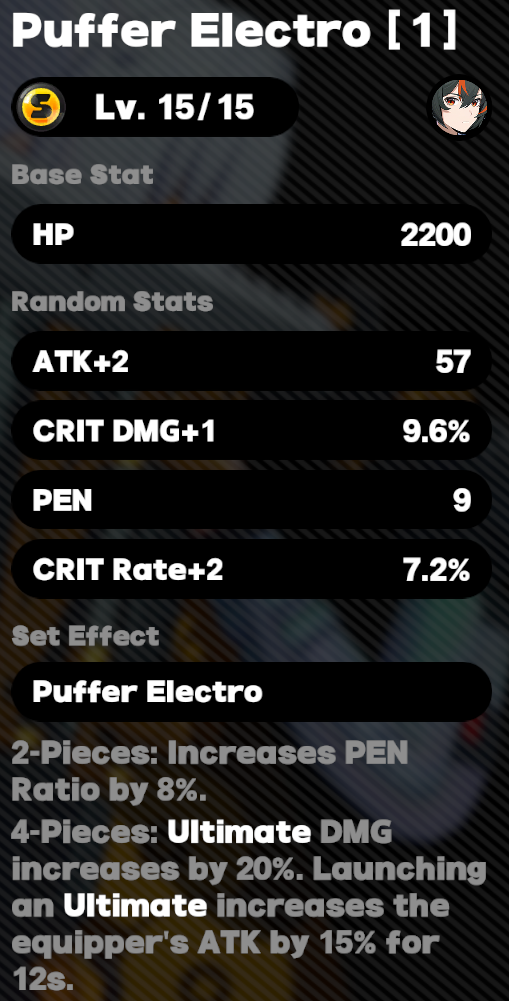 Puffer Electro [1]
S Lv. 15/15
Base Stat
HP 2200
Random Stats
ATK+2 57
CRIT DMG+1 9.6%
PEN 9
CRIT Rate+2 7.2%
Set Effect
Puffer Electro
2-Pieces: Increases PEN
Ratio by 8%.
4-Pieces: Ultimate DMG
increases by 20%. Launching
an Ultimate increases the
equipper's ATK by 15% for
12s.